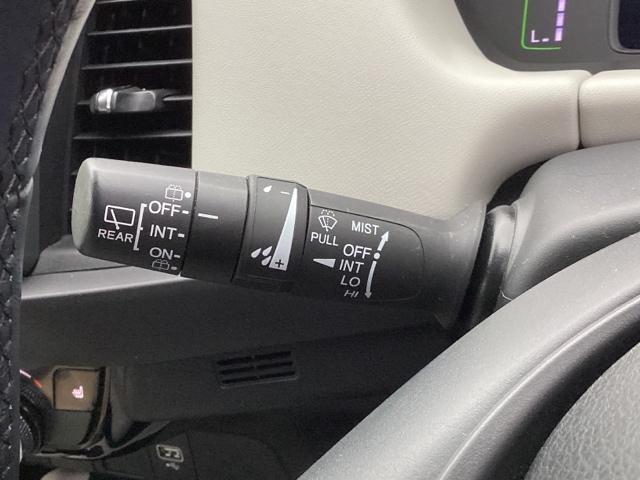 L
OFF
REAR
INT
ON
-
+
PULL
MIST
OFF
INT
LO
HI